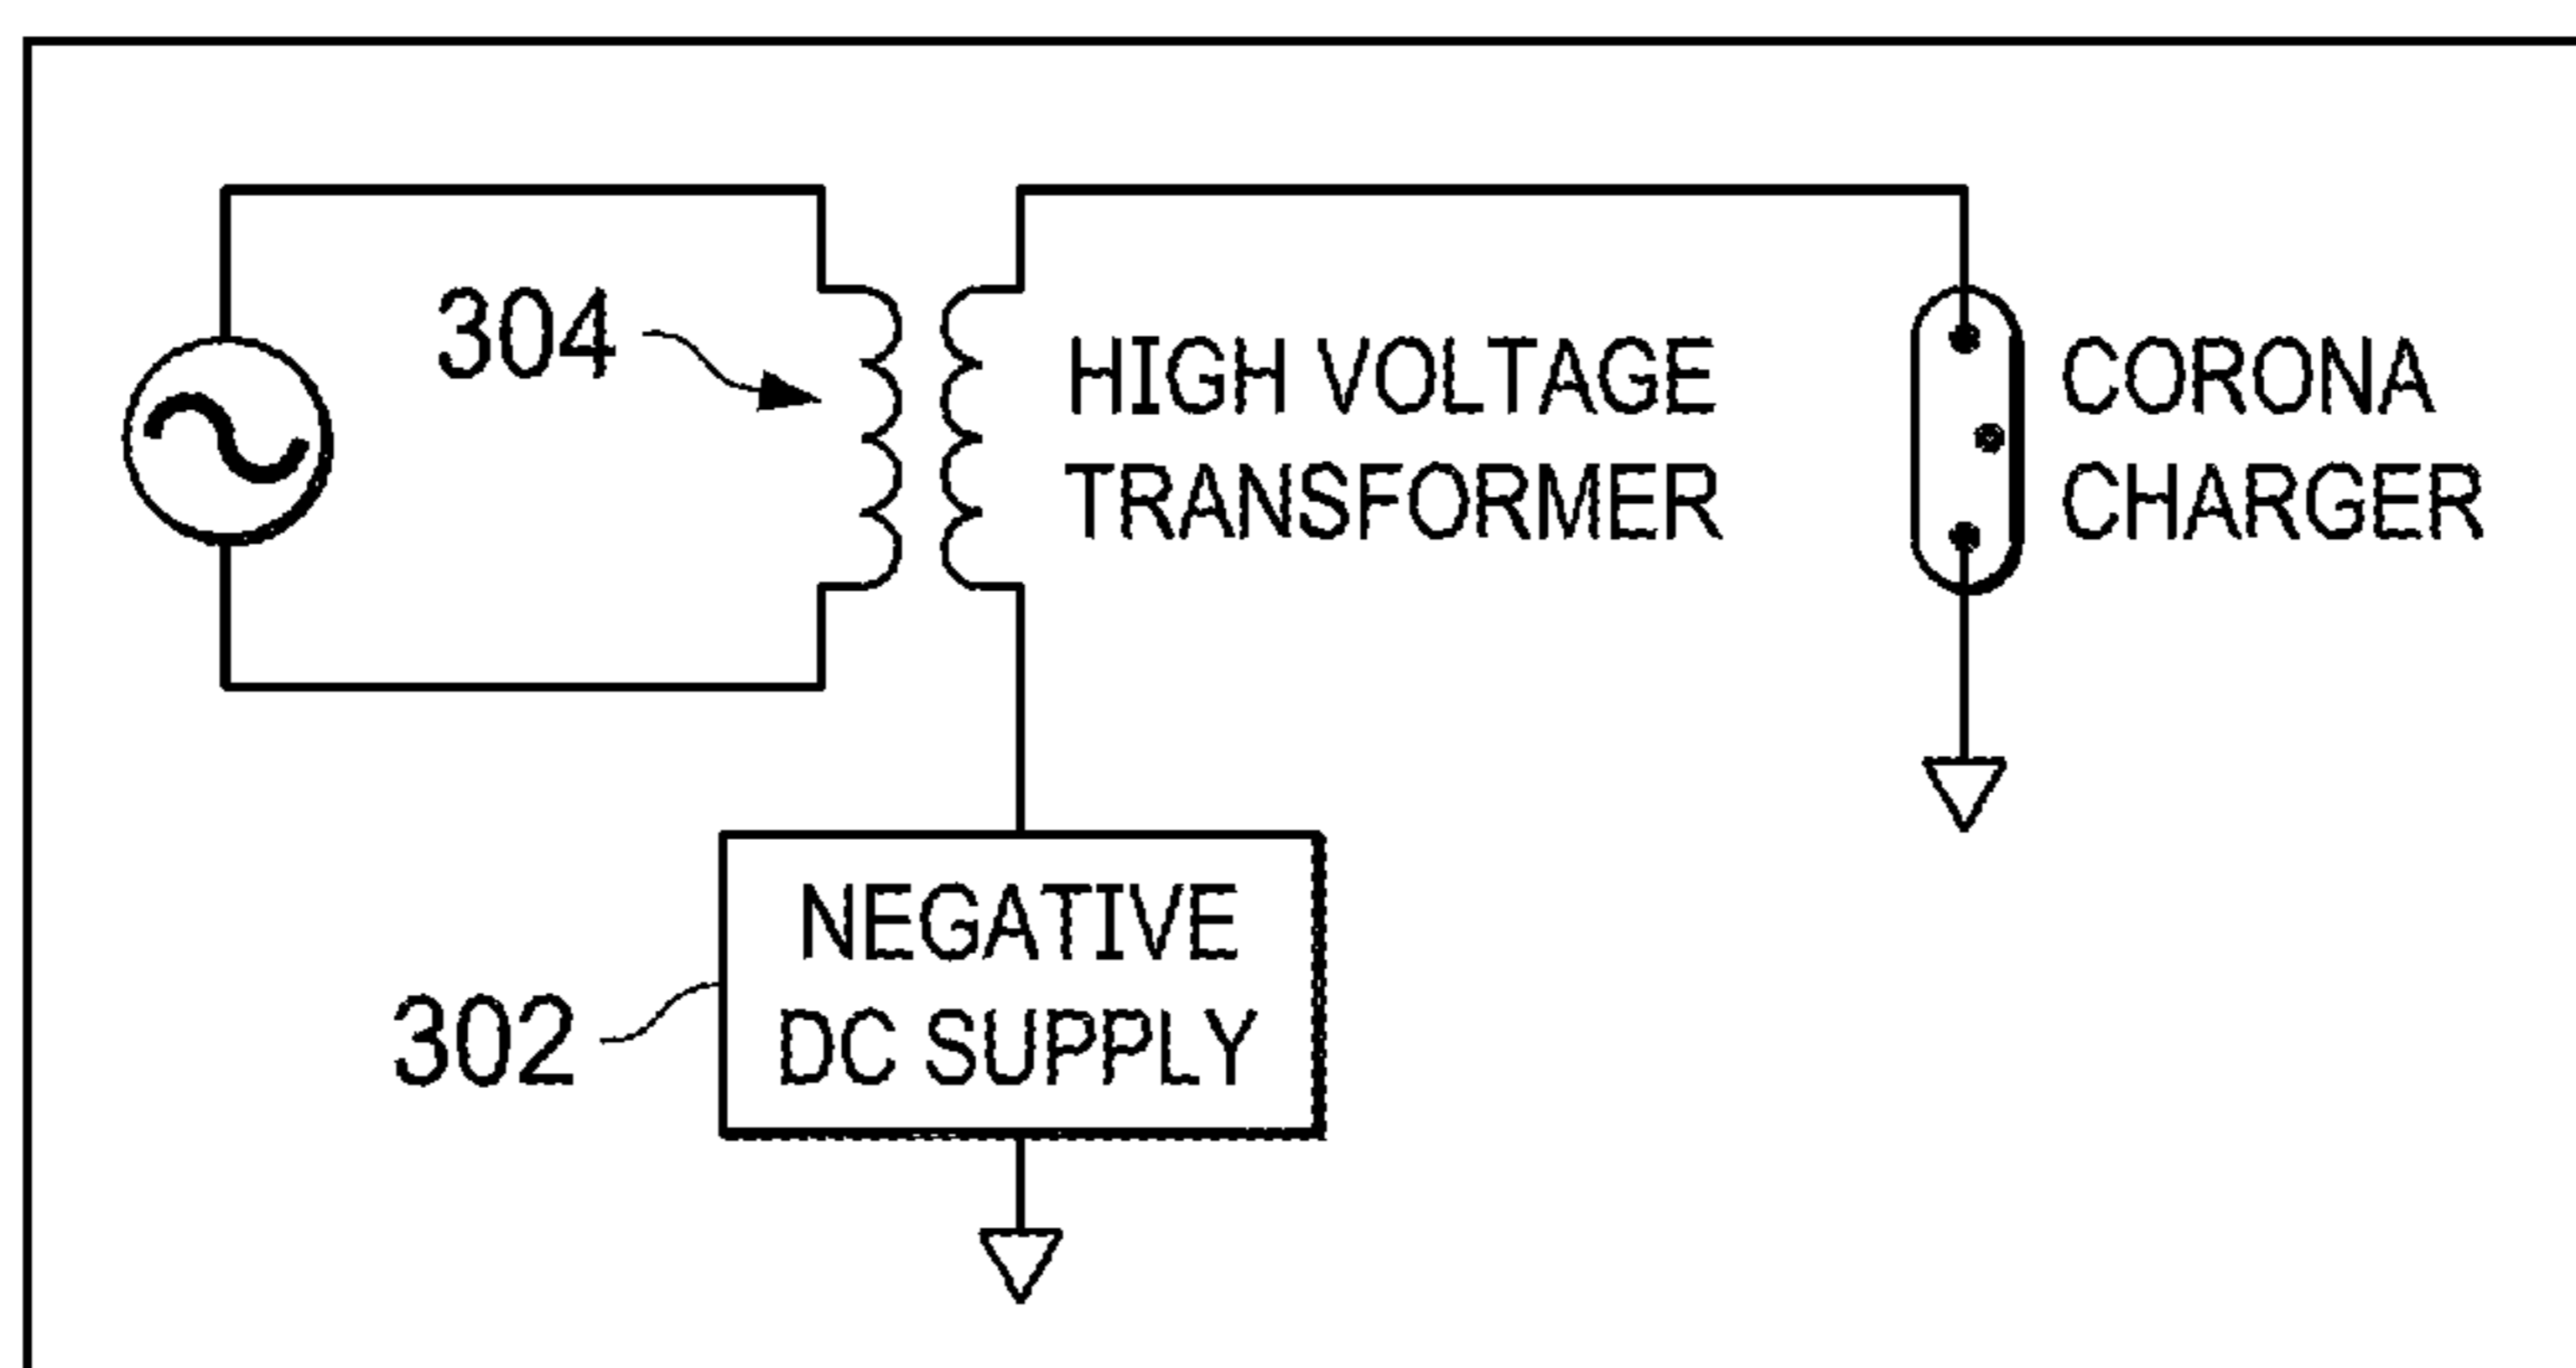 304
HIGH VOLTAGE
TRANSFORMER
CORONA
CHARGER
NEGATIVE
DC SUPPLY
302